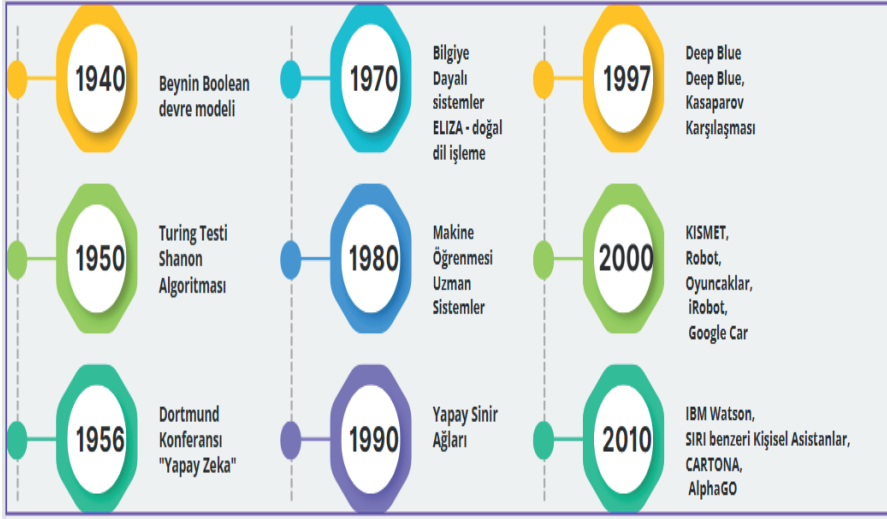 1940
Beynin Boolean
devre modeli
1950
Turing Testi
Shanon
Algoritması
1956
Dortmund
Konferansı
"Yapay Zeka"
1970
Bilgiye
Dayalı
sistemler
ELIZA - doğal
dil işleme
1980
Makine
Öğrenmesi
Uzman
Sistemler
1990
Yapay Sinir
Ağları
1997
Deep Blue
Deep Blue,
Kasaparov
Karşılaşması
2000
KISMET,
Robot,
Oyuncaklar,
iRobot,
Google Car
2010
IBM Watson,
SIRI benzeri Kişisel Asistanlar,
CARTONA,
AlphaGO